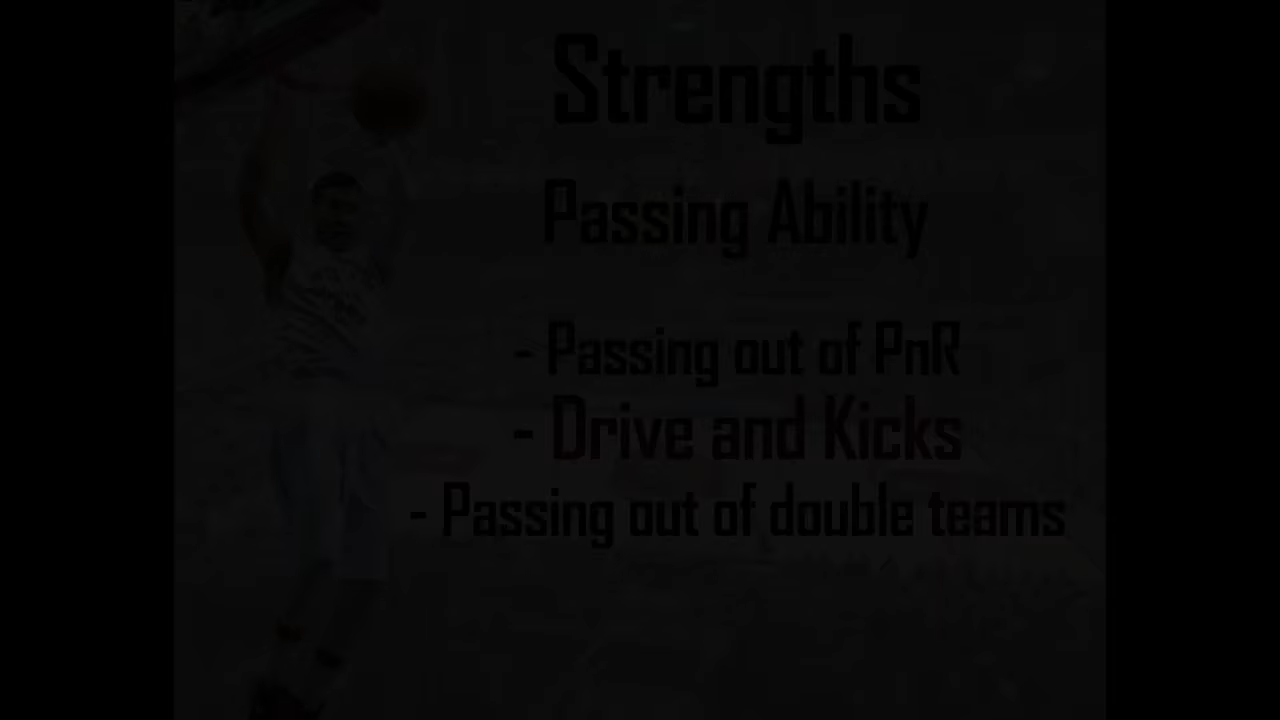 Strengths
Passing Ability
- Passing out of PnR
- Drive and Kicks
- Passing out of double teams